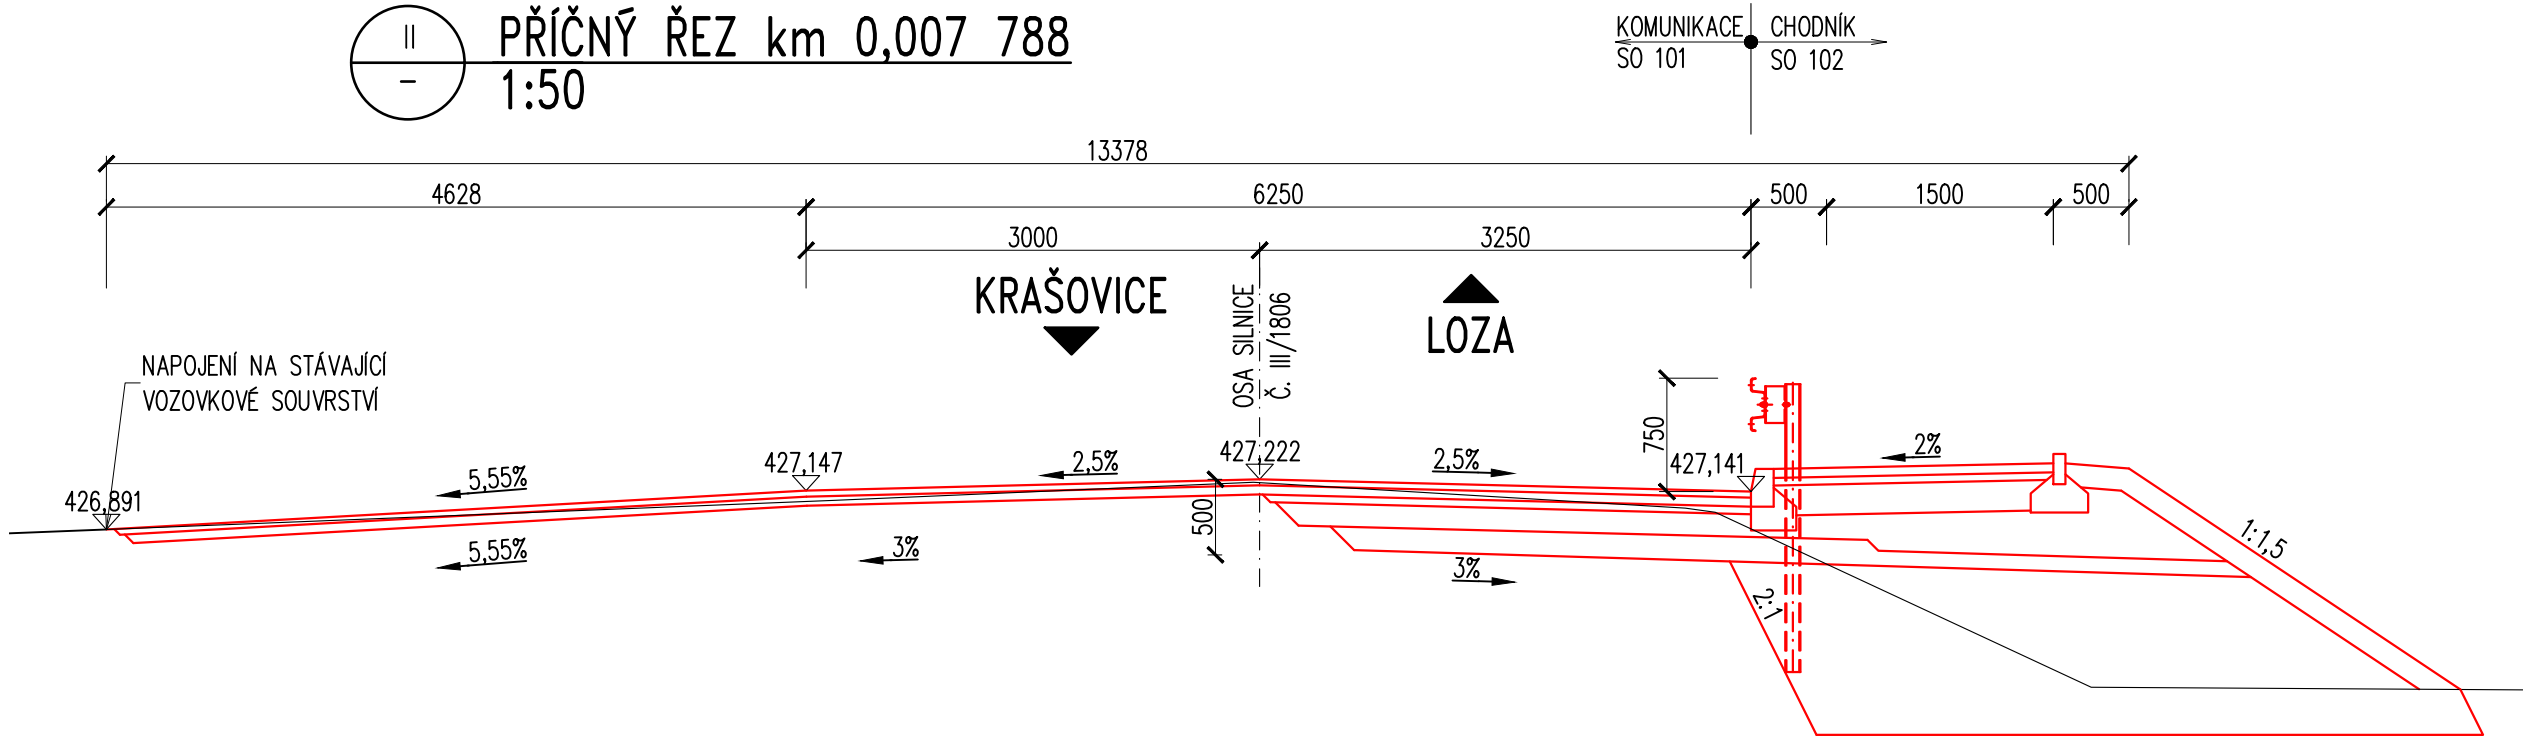 II
–
PŘÍČNÝ ŘEZ km 0,007 788
1:50
KOMUNIKACE
SO 101
CHODNÍK
SO 102
13378
4628
6250
500
1500
500
3000
3250
KRAŠOVICE
LOZA
OSA SILNICE
Č. III/1806
NAPOJENÍ NA STÁVAJÍCÍ
VOZOVKOVÉ SOUVRSTVÍ
750
426,891
5,55%
427,147
2,5%
427,222
2,5%
427,141
2%
500
5,55%
3%
3%
2:1
1:1,5